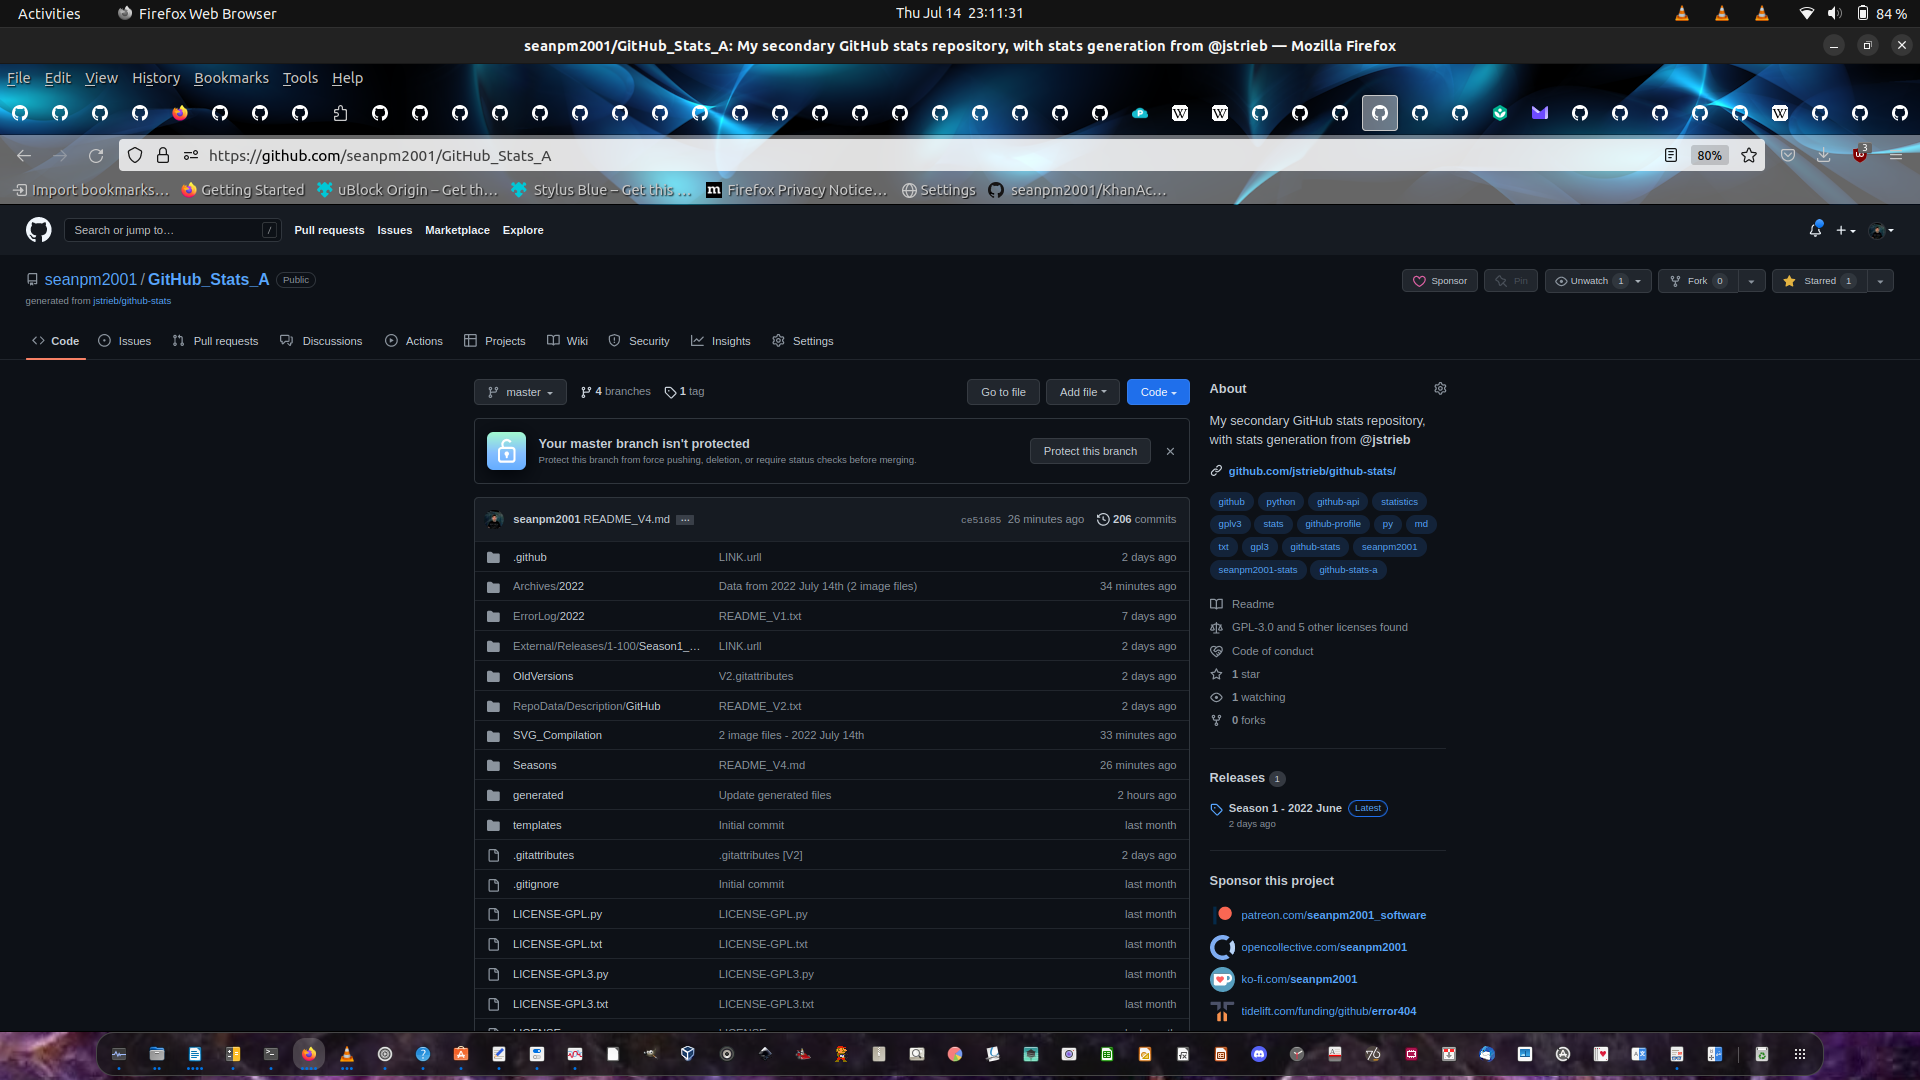 Activities
Firefox Web Browser
Thu Jul 14 23:11:31
84 %
seanpm2001/GitHub_Stats_A: My secondary GitHub stats repository, with stats generation from @jstrieb — Mozilla Firefox
File Edit View History Bookmarks Tools Help
https://github.com/seanpm2001/GitHub_Stats_A
80%
3
Import bookmarks…
Getting Started
uBlock Origin – Get th…
Stylus Blue – Get this …
Firefox Privacy Notice…
Settings
seanpm2001/KhanAc…
Search or jump to…
/
Pull requests Issues Marketplace Explore
seanpm2001 / GitHub_Stats_A Public
generated from jstrieb/github-stats
Sponsor
Pin
Unwatch 1
Fork 0
Starred 1
Code
Issues
Pull requests
Discussions
Actions
Projects
Wiki
Security
Insights
Settings
master
4 branches
1 tag
Go to file
Add file
Code
Your master branch isn't protected
Protect this branch from force pushing, deletion, or require status checks before merging.
Protect this branch
seanpm2001 README_V4.md ...
ce51685 26 minutes ago
206 commits
.github LINK.urll 2 days ago
Archives/2022 Data from 2022 July 14th (2 image files) 34 minutes ago
ErrorLog/2022 README_V1.txt 7 days ago
External/Releases/1-100/Season1_… LINK.urll 2 days ago
OldVersions V2.gitattributes 2 days ago
RepoData/Description/GitHub README_V2.txt 2 days ago
SVG_Compilation 2 image files - 2022 July 14th 33 minutes ago
Seasons README_V4.md 26 minutes ago
generated Update generated files 2 hours ago
templates Initial commit last month
.gitattributes .gitattributes [V2] 2 days ago
.gitignore Initial commit last month
LICENSE-GPL.py LICENSE-GPL.py last month
LICENSE-GPL.txt LICENSE-GPL.txt last month
LICENSE-GPL3.py LICENSE-GPL3.py last month
LICENSE-GPL3.txt LICENSE-GPL3.txt last month
About
My secondary GitHub stats repository,
with stats generation from @jstrieb
github.com/jstrieb/github-stats/
github python github-api statistics
gplv3 stats github-profile py md
txt gpl3 github-stats seanpm2001
seanpm2001-stats github-stats-a
Readme
GPL-3.0 and 5 other licenses found
Code of conduct
1 star
1 watching
0 forks
Releases 1
Season 1 - 2022 June Latest
2 days ago
Sponsor this project
patreon.com/seanpm2001_software
opencollective.com/seanpm2001
ko-fi.com/seanpm2001
tidelift.com/funding/github/error404